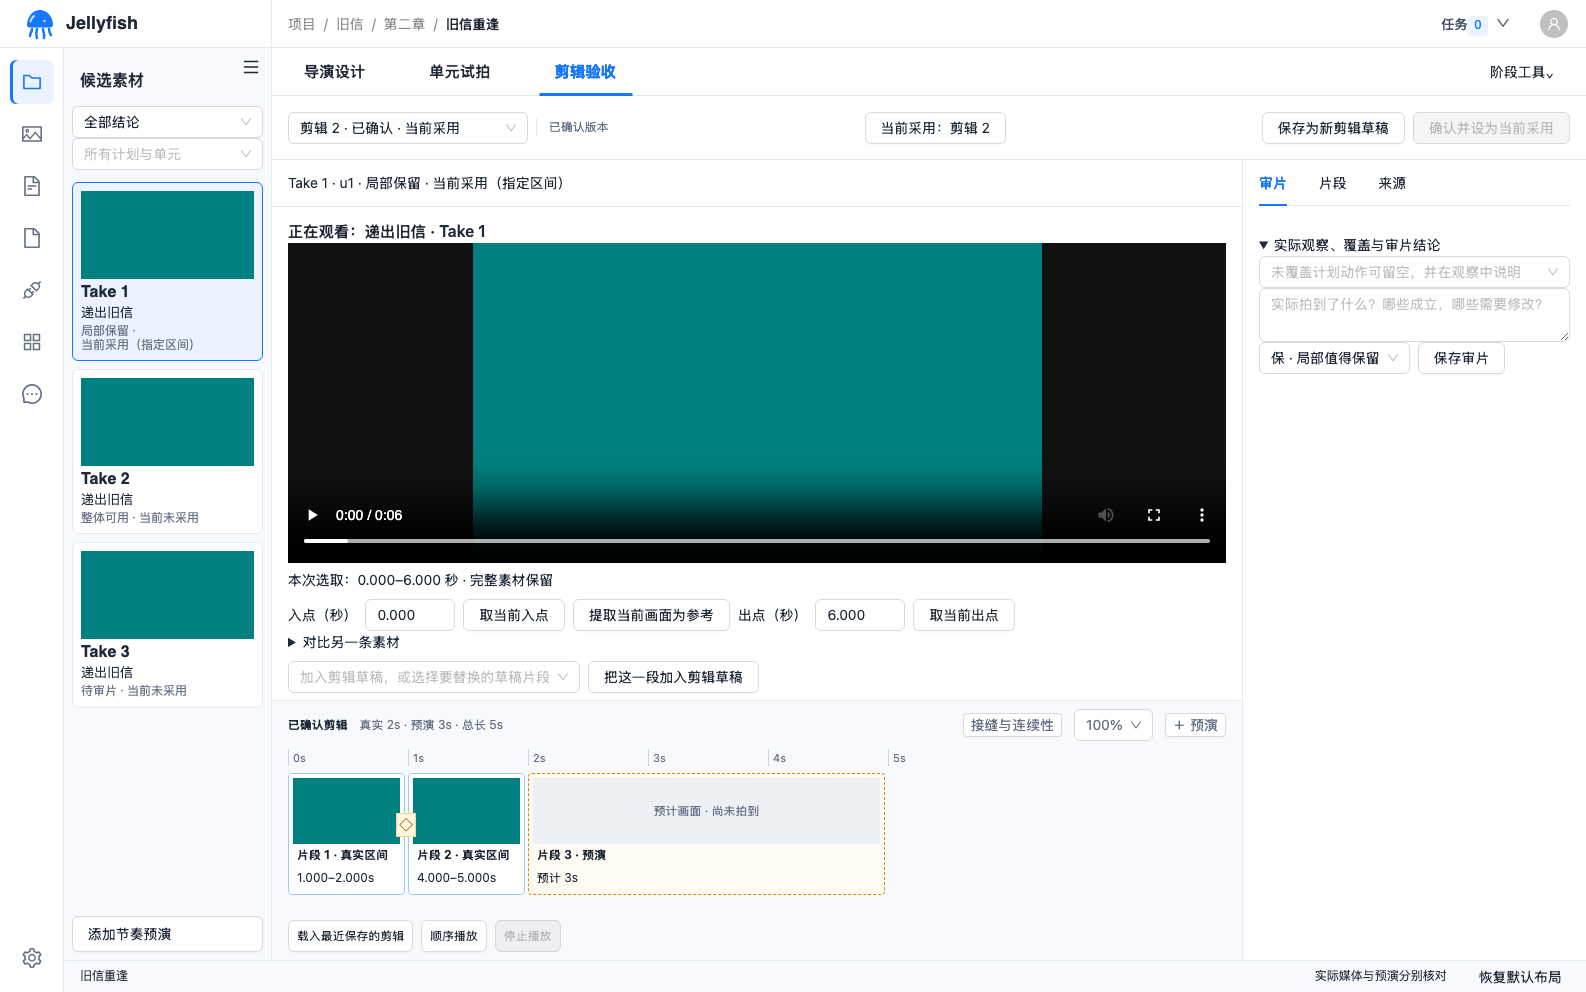 Jellyfish
项目 / 旧信 / 第二章 / 旧信重逢
任务 0
候选素材
全部结论
所有计划与单元
Take 1
递出旧信
局部保留 ·
当前采用（指定区间）
Take 2
递出旧信
整体可用 · 当前未采用
Take 3
递出旧信
待审片 · 当前未采用
添加节奏预演
导演设计
单元试拍
剪辑验收
阶段工具
剪辑 2 · 已确认 · 当前采用
已确认版本
当前采用：剪辑 2
保存为新剪辑草稿
确认并设为当前采用
Take 1 · u1 · 局部保留 · 当前采用（指定区间）
正在观看：递出旧信 · Take 1
0:00 / 0:06
本次选取：0.000–6.000 秒 · 完整素材保留
入点（秒） 0.000 取当前入点 提取当前画面为参考 出点（秒） 6.000 取当前出点
对比另一条素材
加入剪辑草稿，或选择要替换的草稿片段
把这一段加入剪辑草稿
已确认剪辑 真实 2s · 预演 3s · 总长 5s
接缝与连续性
100%
+ 预演
0s 1s 2s 3s 4s 5s
片段 1 · 真实区间
1.000–2.000s
片段 2 · 真实区间
4.000–5.000s
预计画面 · 尚未拍到
片段 3 · 预演
预计 3s
载入最近保存的剪辑
顺序播放
停止播放
审片
片段
来源
▼ 实际观察、覆盖与审片结论
未覆盖计划动作可留空，并在观察中说明
实际拍到了什么？哪些成立，哪些需要修改？
保 · 局部值得保留
保存审片
旧信重逢
实际媒体与预演分别核对
恢复默认布局